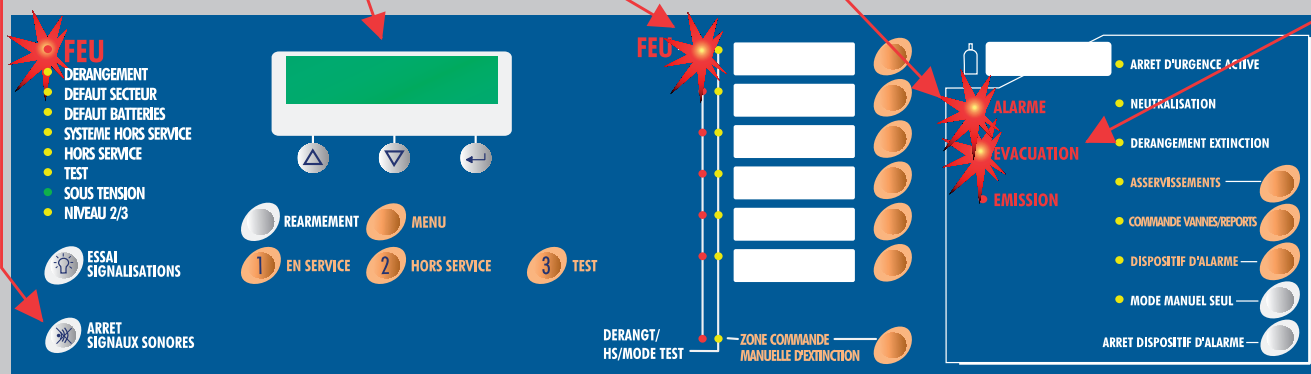 FEU
DERANGEMENT
DEFAUT SECTEUR
DEFAUT BATTERIES
SYSTEME HORS SERVICE
HORS SERVICE
TEST
SOUS TENSION
NIVEAU 2/3
ESSAI
SIGNALISATIONS
ARRET
SIGNAUX SONORES
REARMEMENT
MENU
1 EN SERVICE
2 HORS SERVICE
3 TEST
FEU
DERANGT/
HS/MODE TEST
ZONE COMMANDE
MANUELLE D'EXTINCTION
ALARME
EVACUATION
EMISSION
ARRET D'URGENCE ACTIVE
NEUTRALISATION
DERANGEMENT EXTINCTION
ASSERVISSEMENTS
COMMANDE VANNES/REPORTS
DISPOSITIF D'ALARME
MODE MANUEL SEUL
ARRET DISPOSITIF D'ALARME